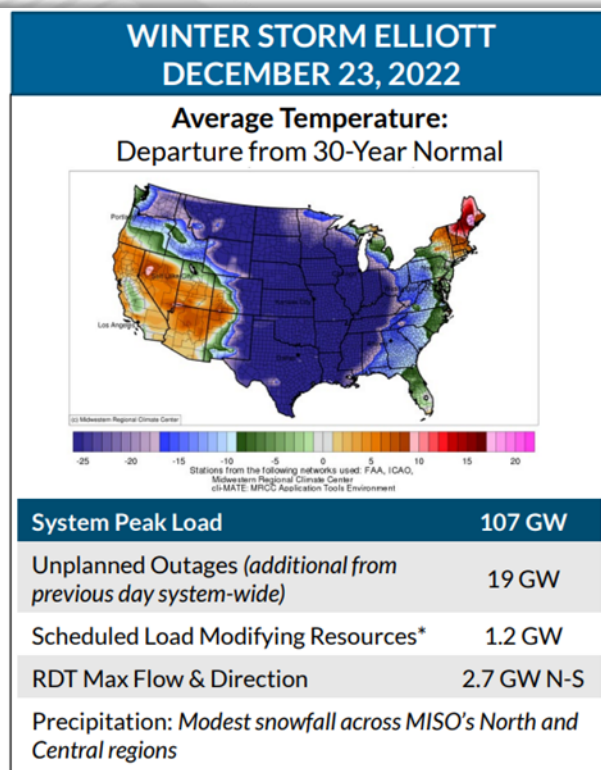 WINTER STORM ELLIOTT
DECEMBER 23, 2022
Average Temperature:
Departure from 30-Year Normal
Los Angeles
Kansas City
(c) Midwestern Regional Climate Center
-25 -20 -15 -10 -5 0 5 10 15 20
Stations from the following networks used: FAA, ICAO,
Midwestern Regional Climate Center
cli-MATE: MRCC Application Tools Environment
System Peak Load 107 GW
Unplanned Outages (additional from
previous day system-wide) 19 GW
Scheduled Load Modifying Resources* 1.2 GW
RDT Max Flow & Direction 2.7 GW N-S
Precipitation: Modest snowfall across MISO's North and
Central regions